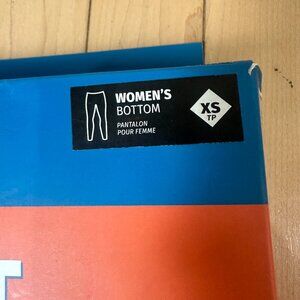 WOMEN'S
BOTTOM
PANTALON
POUR FEMME
XS
TP
T